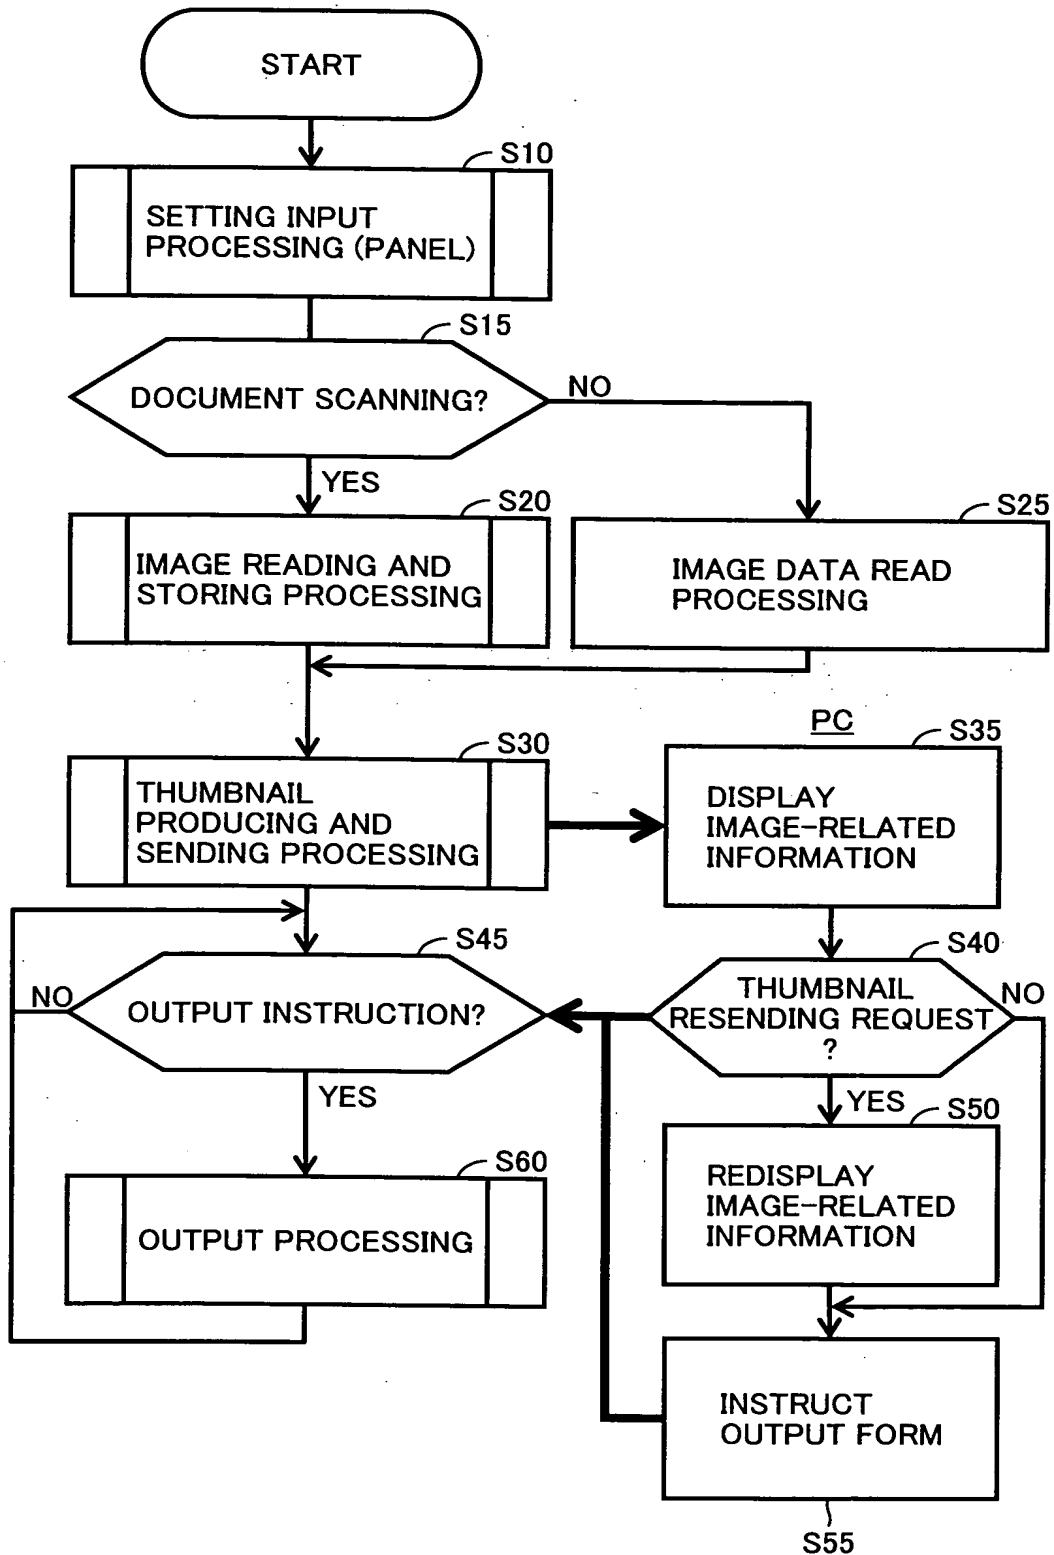 START
S10
SETTING INPUT
PROCESSING (PANEL)
S15
DOCUMENT SCANNING?
NO
YES
S20
IMAGE READING AND
STORING PROCESSING
S25
IMAGE DATA READ
PROCESSING
PC
S30
THUMBNAIL
PRODUCING AND
SENDING PROCESSING
S35
DISPLAY
IMAGE-RELATED
INFORMATION
S45
OUTPUT INSTRUCTION?
NO
YES
S40
THUMBNAIL
RESENDING REQUEST
?
NO
YES
S50
REDISPLAY
IMAGE-RELATED
INFORMATION
S60
OUTPUT PROCESSING
INSTRUCT
OUTPUT FORM
S55